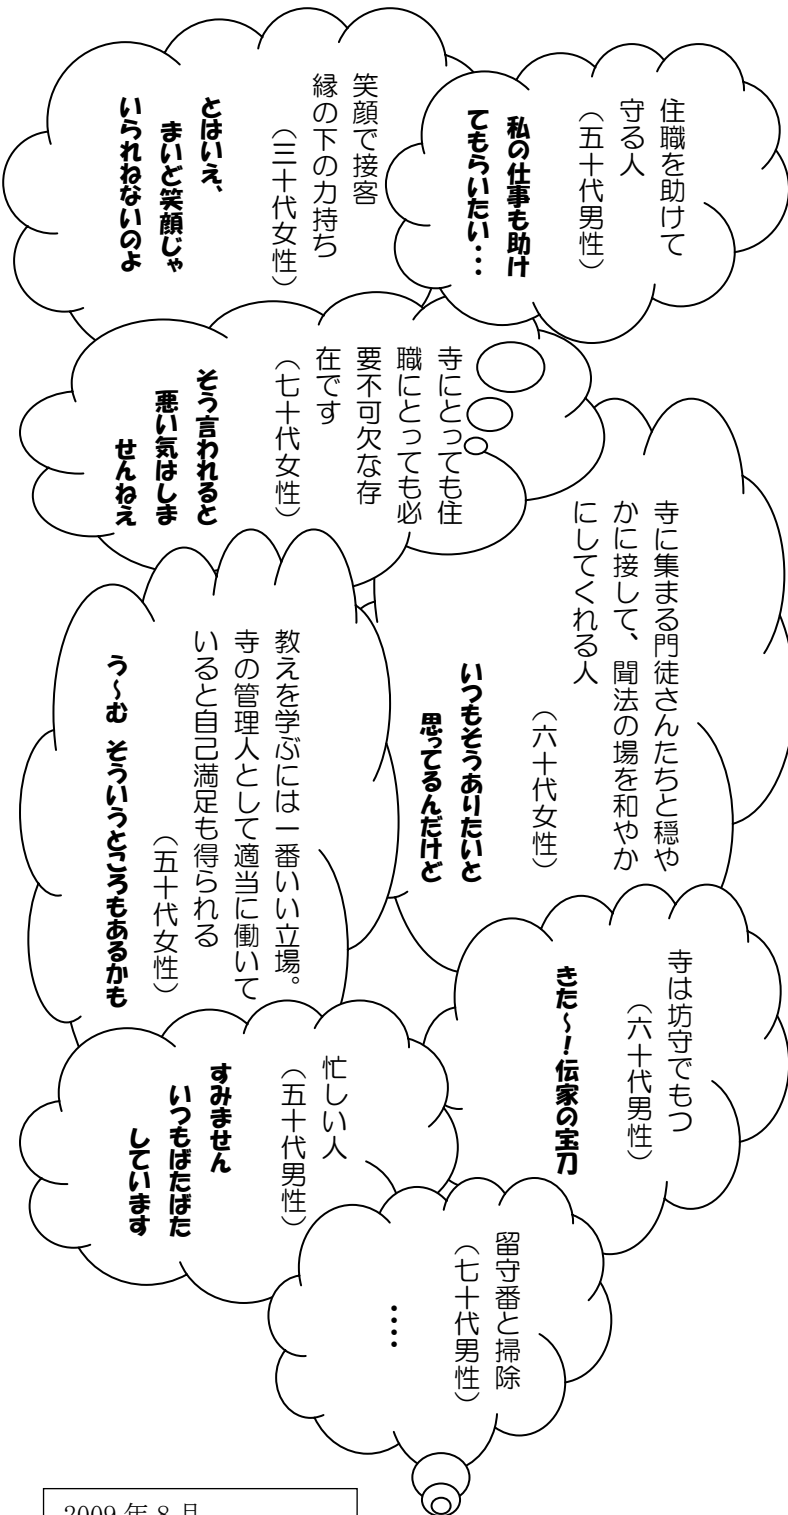 住職を助けて
守る人
（五十代男性）
私の仕事も助け
てもらいたい・・・
笑顔で接客
縁の下の力持ち
（三十代女性）
とはいえ、
まいど笑顔じゃ
いられねないのよ
寺にとっても住
職にとっても必
要不可欠な存
在です
（七十代女性）
そう言われると
悪い気はしま
せんねえ
寺に集まる門徒さんたちと穏や
かに接して、聞法の場を和やか
にしてくれる人
（六十代女性）
いつもそうありたいと
思ってるんだけど
教えを学ぶには一番いい立場。
寺の管理人として適当に働いて
いると自己満足も得られる
（五十代女性）
う～む そういうところもあるかも
寺は坊守でもつ
（六十代男性）
きた～！伝家の宝刀
忙しい人
（五十代男性）
すみません
いつもばたばた
しています
留守番と掃除
（七十代男性）
・・・・
2009 年 8 月